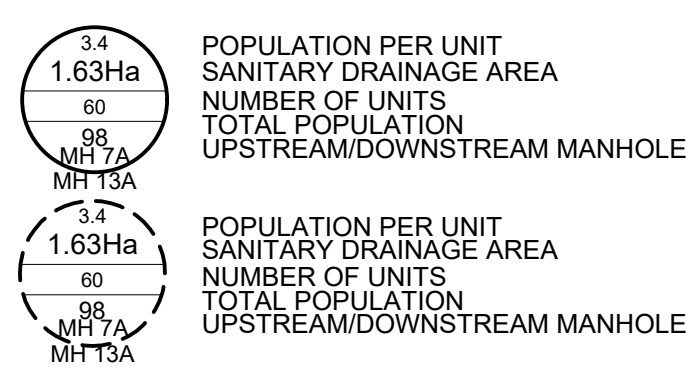 3.4
POPULATION PER UNIT
1.63Ha
SANITARY DRAINAGE AREA
60
NUMBER OF UNITS
98
TOTAL POPULATION
MH 7A
UPSTREAM/DOWNSTREAM MANHOLE
MH 13A
3.4
POPULATION PER UNIT
1.63Ha
SANITARY DRAINAGE AREA
60
NUMBER OF UNITS
98
TOTAL POPULATION
MH 7A
UPSTREAM/DOWNSTREAM MANHOLE
MH 13A